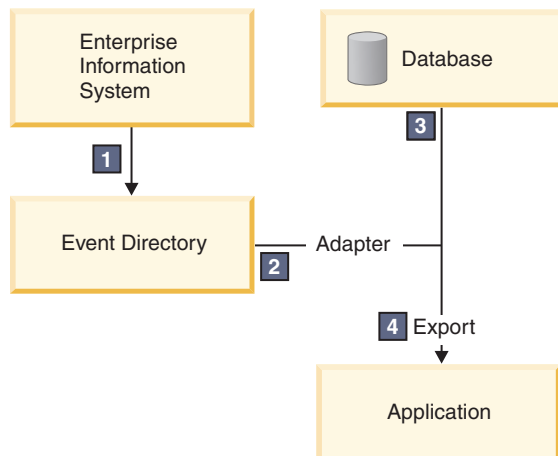 Enterprise
Information
System
Database
1
3
Event Directory
2
Adapter
4 Export
Application